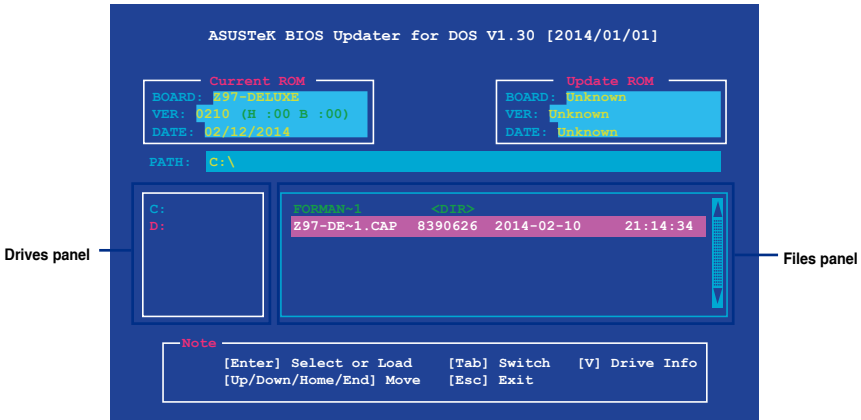 ASUSTeK BIOS Updater for DOS V1.30 [2014/01/01]
Current ROM
BOARD: Z97-DELUXE
VER: 0210 (H :00 B :00)
DATE: 02/12/2014
Update ROM
BOARD: Unknown
VER: Unknown
DATE: Unknown
PATH: C:\
Drives panel
C:
D:
FORMAN~1 <DIR>
Z97-DE~1.CAP 8390626 2014-02-10 21:14:34
Files panel
Note
[Enter] Select or Load [Tab] Switch [V] Drive Info
[Up/Down/Home/End] Move [Esc] Exit